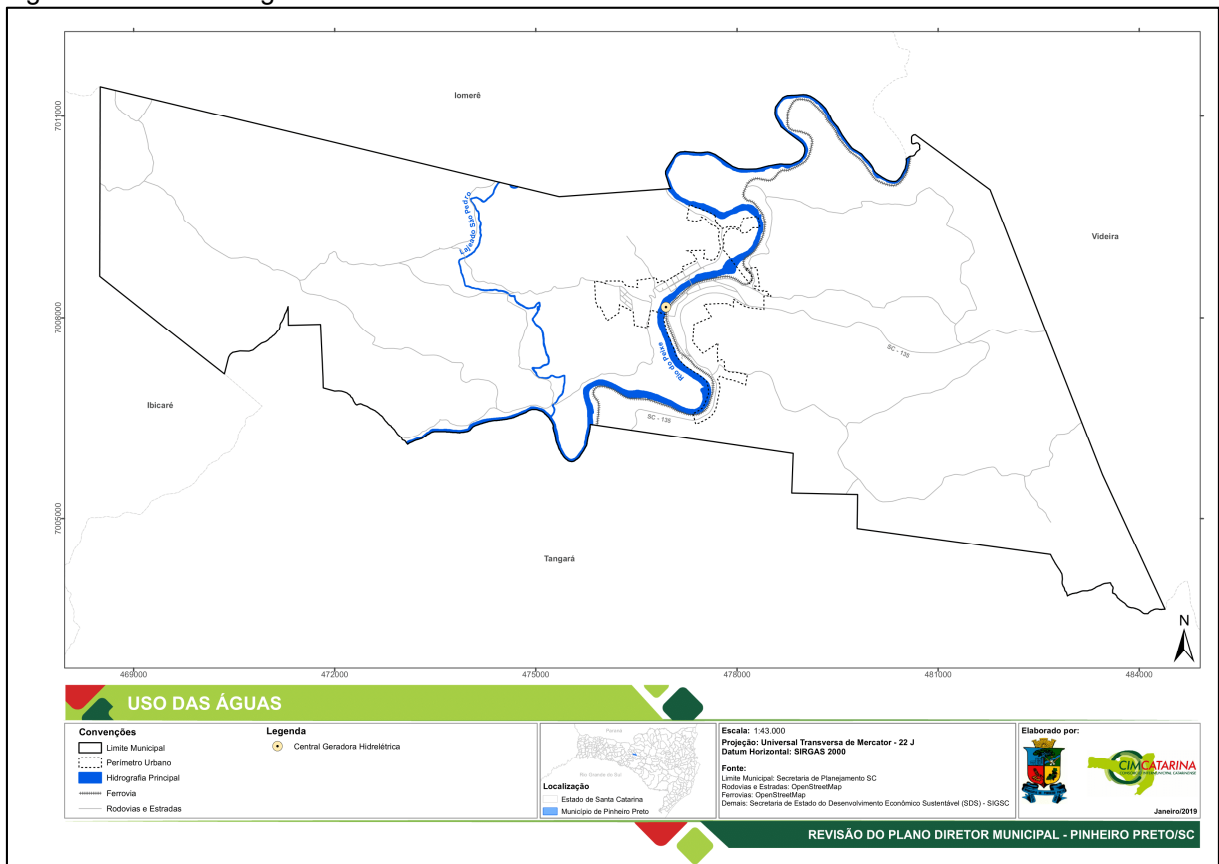 Iomerê
Videira
Ibicaré
Tangará
Lajeado São Pedro
Rio do Peixe
SC - 135
SC - 135
7011000
7008000
7005000
469000
472000
475000
478000
481000
484000
N
USO DAS ÁGUAS
Convenções
Limite Municipal
Perímetro Urbano
Hidrografia Principal
Ferrovia
Rodovias e Estradas
Legenda
Central Geradora Hidrelétrica
Paraná
Rio Grande do Sul
Localização
Estado de Santa Catarina
Município de Pinheiro Preto
Escala: 1:43.000
Projeção: Universal Transversa de Mercator - 22 J
Datum Horizontal: SIRGAS 2000
Fonte:
Limite Municipal: Secretaria de Planejamento SC
Rodovias e Estradas: OpenStreetMap
Ferrovias: OpenStreetMap
Demais: Secretaria de Estado do Desenvolvimento Econômico Sustentável (SDS) - SIGSC
Elaborado por:
CIMCATARINA
CONSÓRCIO INTERMUNICIPAL CATARINENSE
Janeiro/2019
REVISÃO DO PLANO DIRETOR MUNICIPAL - PINHEIRO PRETO/SC